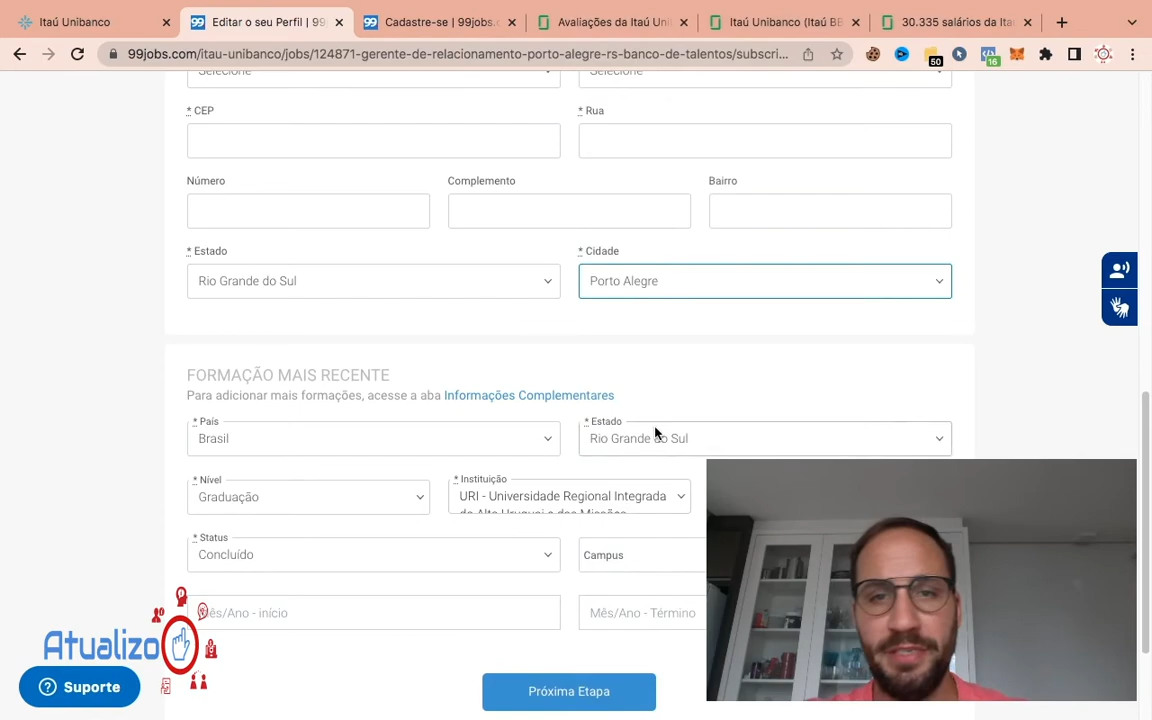 Itaú Unibanco
Editar o seu Perfil | 99
Cadastre-se | 99jobs.c
Avaliações da Itaú Uni
Itaú Unibanco (Itaú BB
30.335 salários da Ita
99jobs.com/itau-unibanco/jobs/124871-gerente-de-relacionamento-porto-alegre-rs-banco-de-talentos/subscri...
50
16
Selecione
Selecione
* CEP
* Rua
Número
Complemento
Bairro
* Estado
* Cidade
Rio Grande do Sul
Porto Alegre
FORMAÇÃO MAIS RECENTE
Para adicionar mais formações, acesse a aba Informações Complementares
* País
* Estado
Brasil
Rio Grande do Sul
* Nível
* Instituição
Graduação
URI - Universidade Regional Integrada
do Alto Uruguai e das Missões
* Status
Concluído
Campus
Mês/Ano - início
Mês/Ano - Término
Atualizo
Suporte
Próxima Etapa